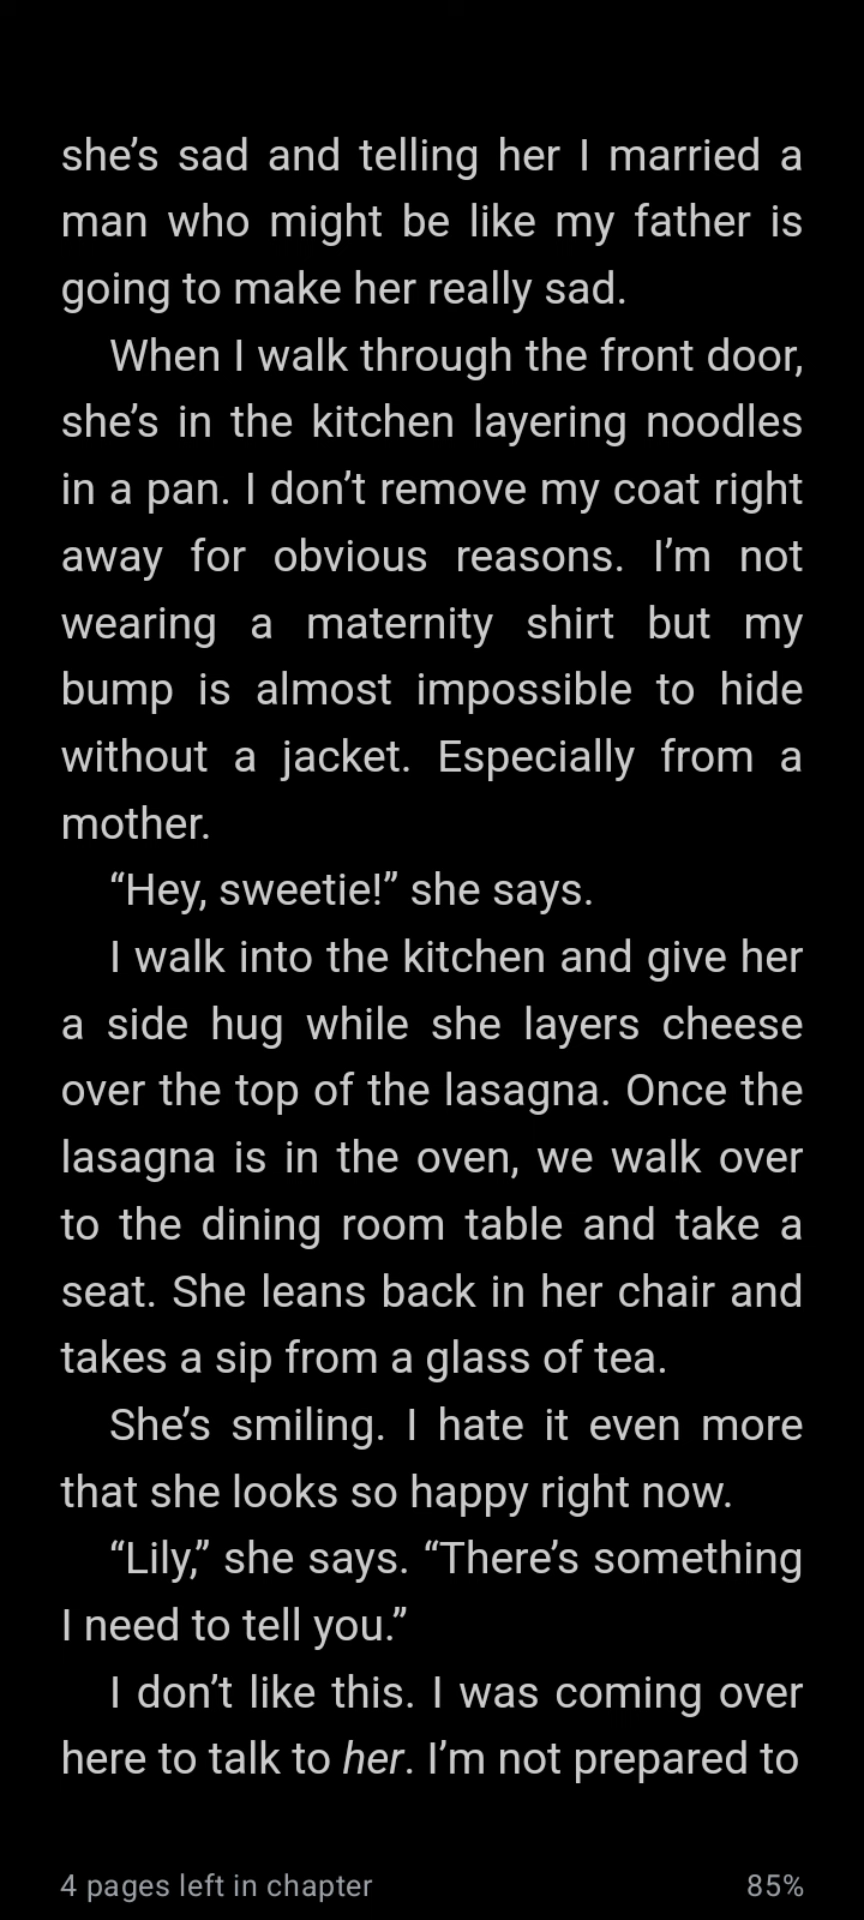 she’s sad and telling her I married a
man who might be like my father is
going to make her really sad.
When I walk through the front door,
she’s in the kitchen layering noodles
in a pan. I don’t remove my coat right
away for obvious reasons. I’m not
wearing a maternity shirt but my
bump is almost impossible to hide
without a jacket. Especially from a
mother.
“Hey, sweetie!” she says.
I walk into the kitchen and give her
a side hug while she layers cheese
over the top of the lasagna. Once the
lasagna is in the oven, we walk over
to the dining room table and take a
seat. She leans back in her chair and
takes a sip from a glass of tea.
She’s smiling. I hate it even more
that she looks so happy right now.
“Lily,” she says. “There’s something
I need to tell you.”
I don’t like this. I was coming over
here to talk to her. I’m not prepared to
4 pages left in chapter
85%